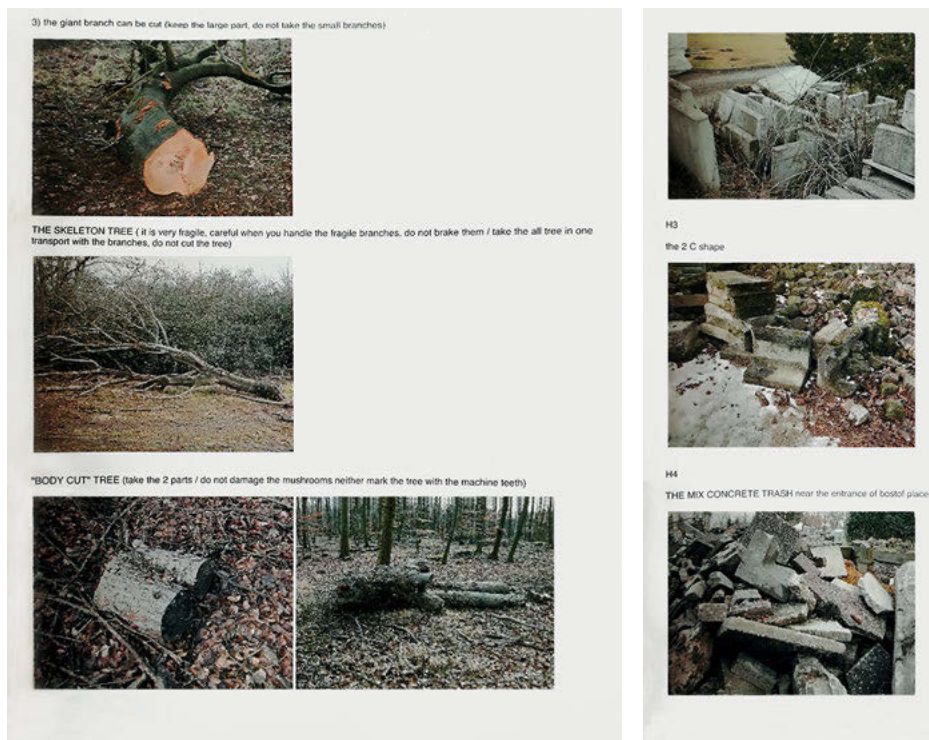 3) the giant branch can be cut (keep the large part, do not take the small branches)
THE SKELETON TREE ( it is very fragile, careful when you handle the fragile branches, do not brake them / take the all tree in one
transport with the branches, do not cut the tree)
"BODY CUT" TREE (take the 2 parts / do not damage the mushrooms neither mark the tree with the machine teeth)
H3
the 2 C shape
H4
THE MIX CONCRETE TRASH near the entrance of bostof place